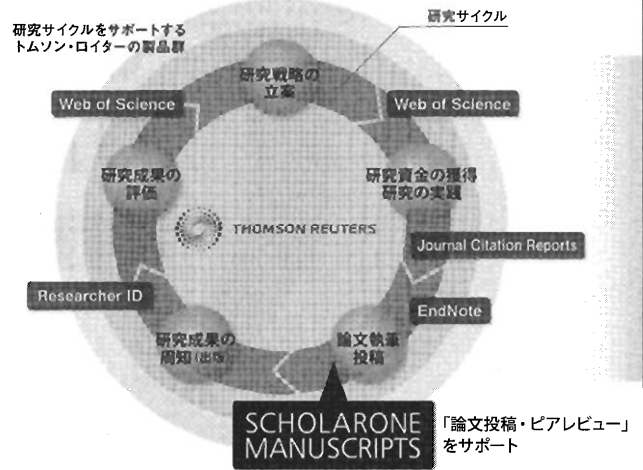 研究サイクルをサポートする
トムソン・ロイターの製品群
研究サイクル
研究戦略の
立案
Web of Science
Web of Science
研究成果の
評価
研究資金の獲得
研究の実践
THOMSON REUTERS
Journal Citation Reports
Researcher ID
EndNote
研究成果の
周知(出版)
論文執筆
投稿
SCHOLARONE
MANUSCRIPTS
「論文投稿・ピアレビュー」
をサポート